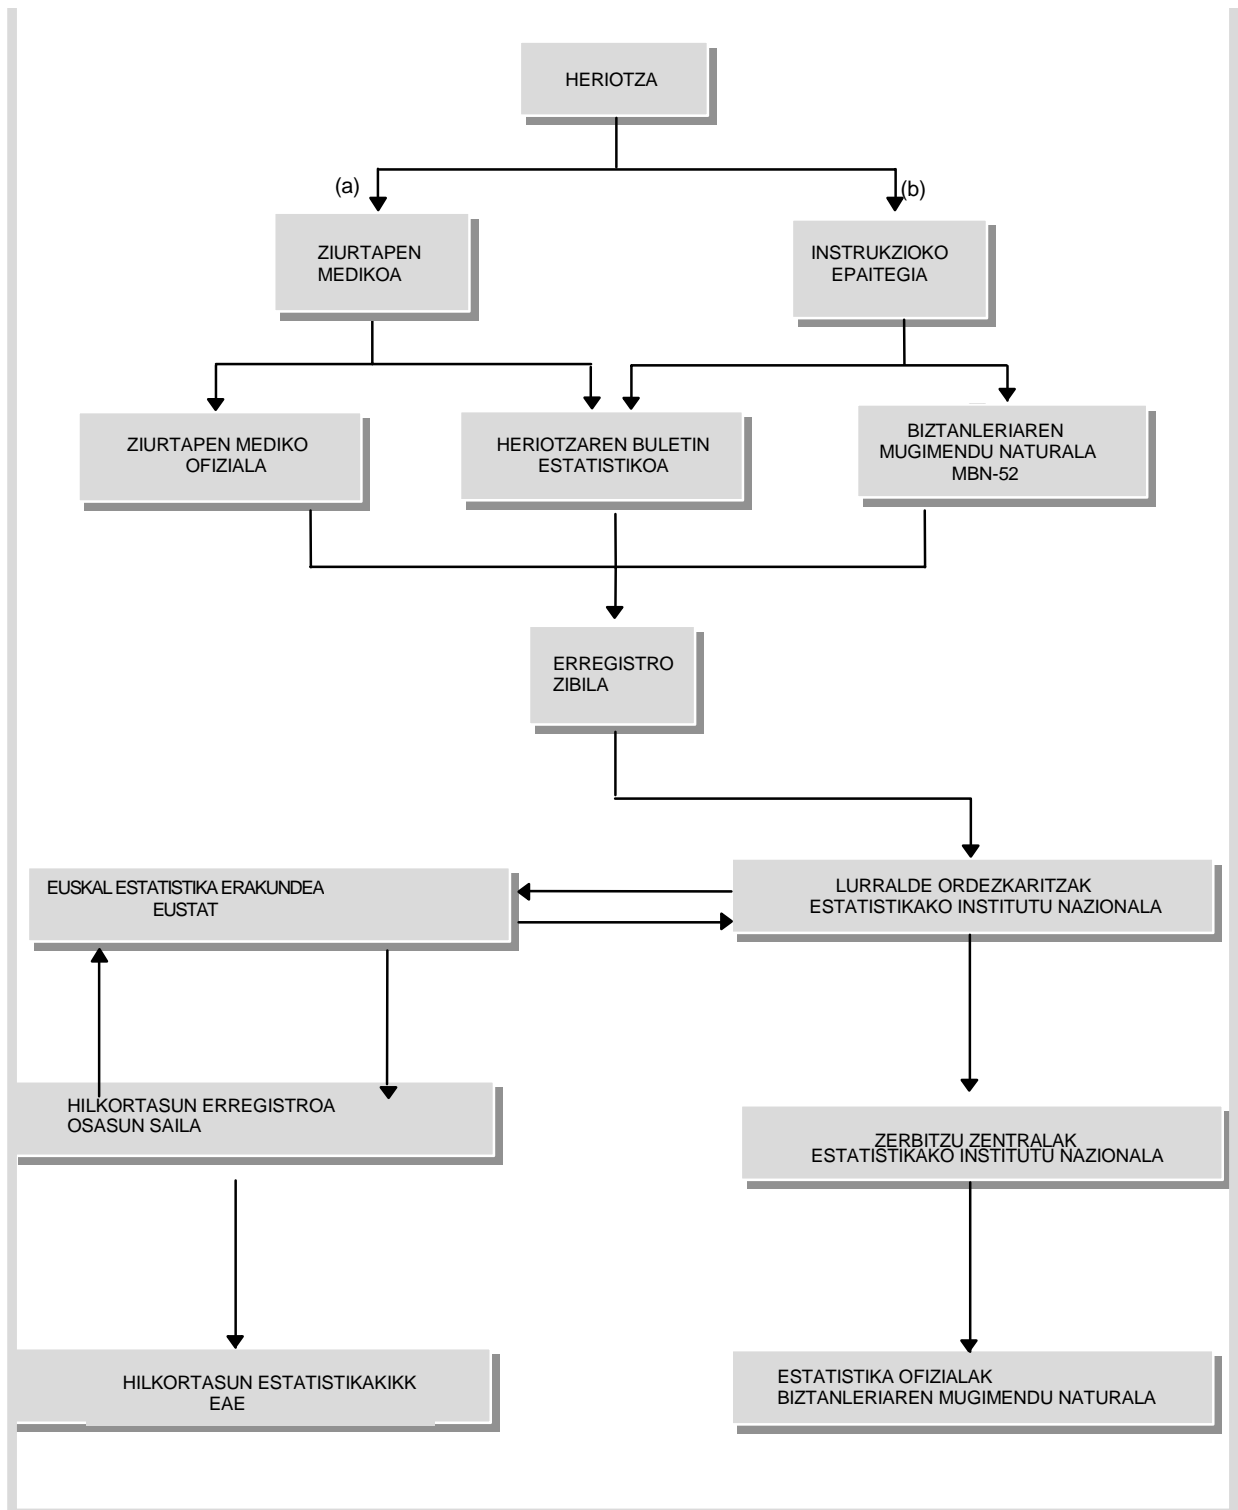 HERIOTZA
(a)
(b)
ZIURTAPEN
MEDIKOA
INSTRUKZIOKO
EPAITEGIA
ZIURTAPEN MEDIKO
OFIZIALA
HERIOTZAREN BULETIN
ESTATISTIKOA
BIZTANLERIAREN
MUGIMENDU NATURALA
MBN-52
ERREGISTRO
ZIBILA
EUSKAL ESTATISTIKA ERAKUNDEA
EUSTAT
LURRALDE ORDEZKARITZAK
ESTATISTIKAKO INSTITUTU NAZIONALA
HILKORTASUN ERREGISTROA
OSASUN SAILA
ZERBITZU ZENTRALAK
ESTATISTIKAKO INSTITUTU NAZIONALA
HILKORTASUN ESTATISTIKAKIKK
EAE
ESTATISTIKA OFIZIALAK
BIZTANLERIAREN MUGIMENDU NATURALA